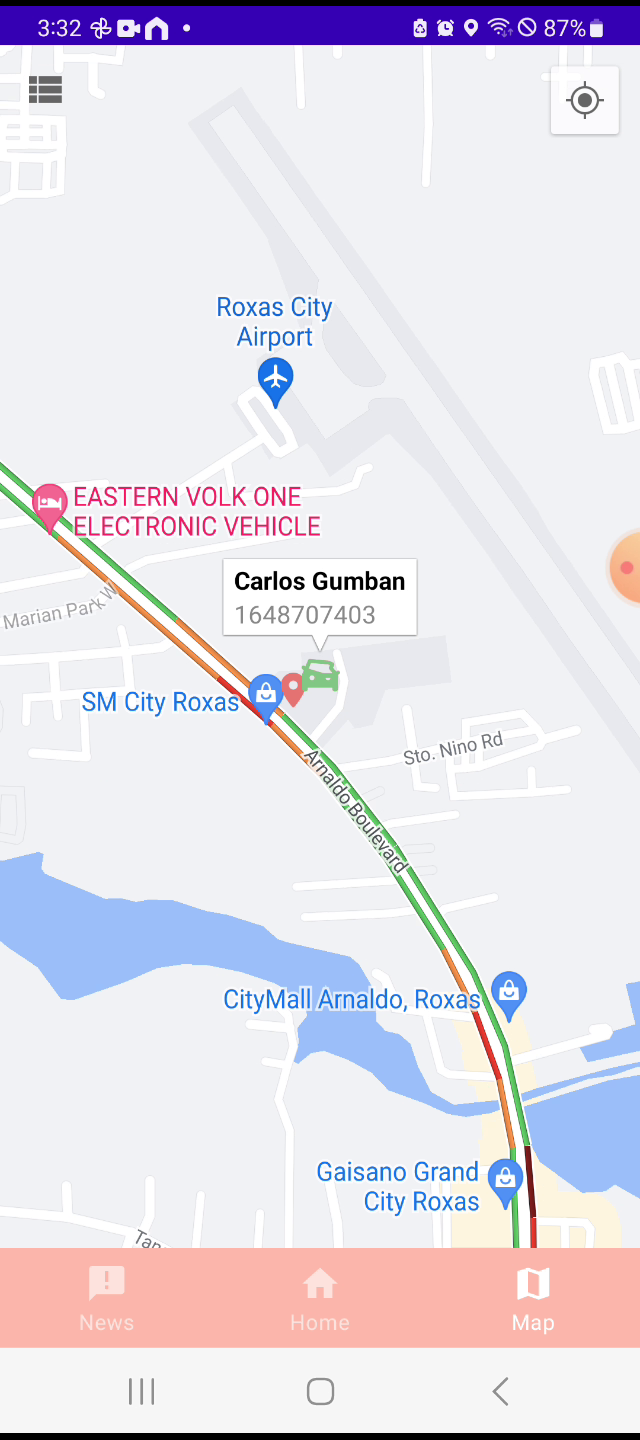 3:32
87%
Roxas City
Airport
EASTERN VOLK ONE
ELECTRONIC VEHICLE
Carlos Gumban
1648707403
Marian Park W
SM City Roxas
Sto. Nino Rd
Arnaldo Boulevard
CityMall Arnaldo, Roxas
Gaisano Grand
City Roxas
News
Home
Map